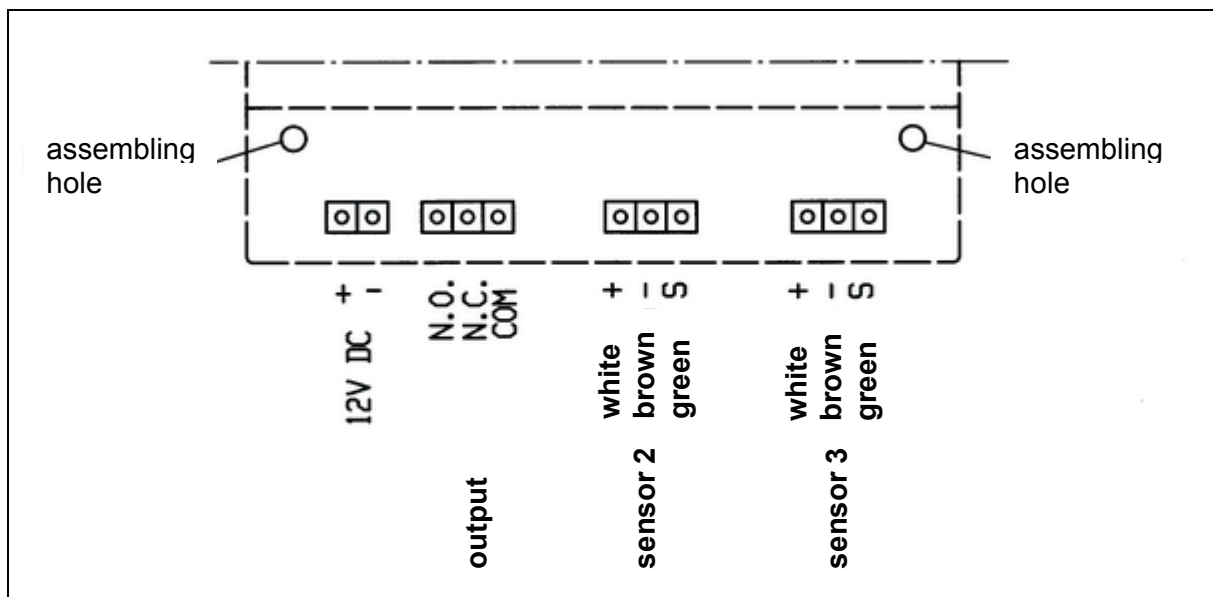 assembling
hole
assembling
hole
12V DC + -
N.O.
N.C.
COM
output
+ - S
white
brown
green
sensor 2
+ - S
white
brown
green
sensor 3